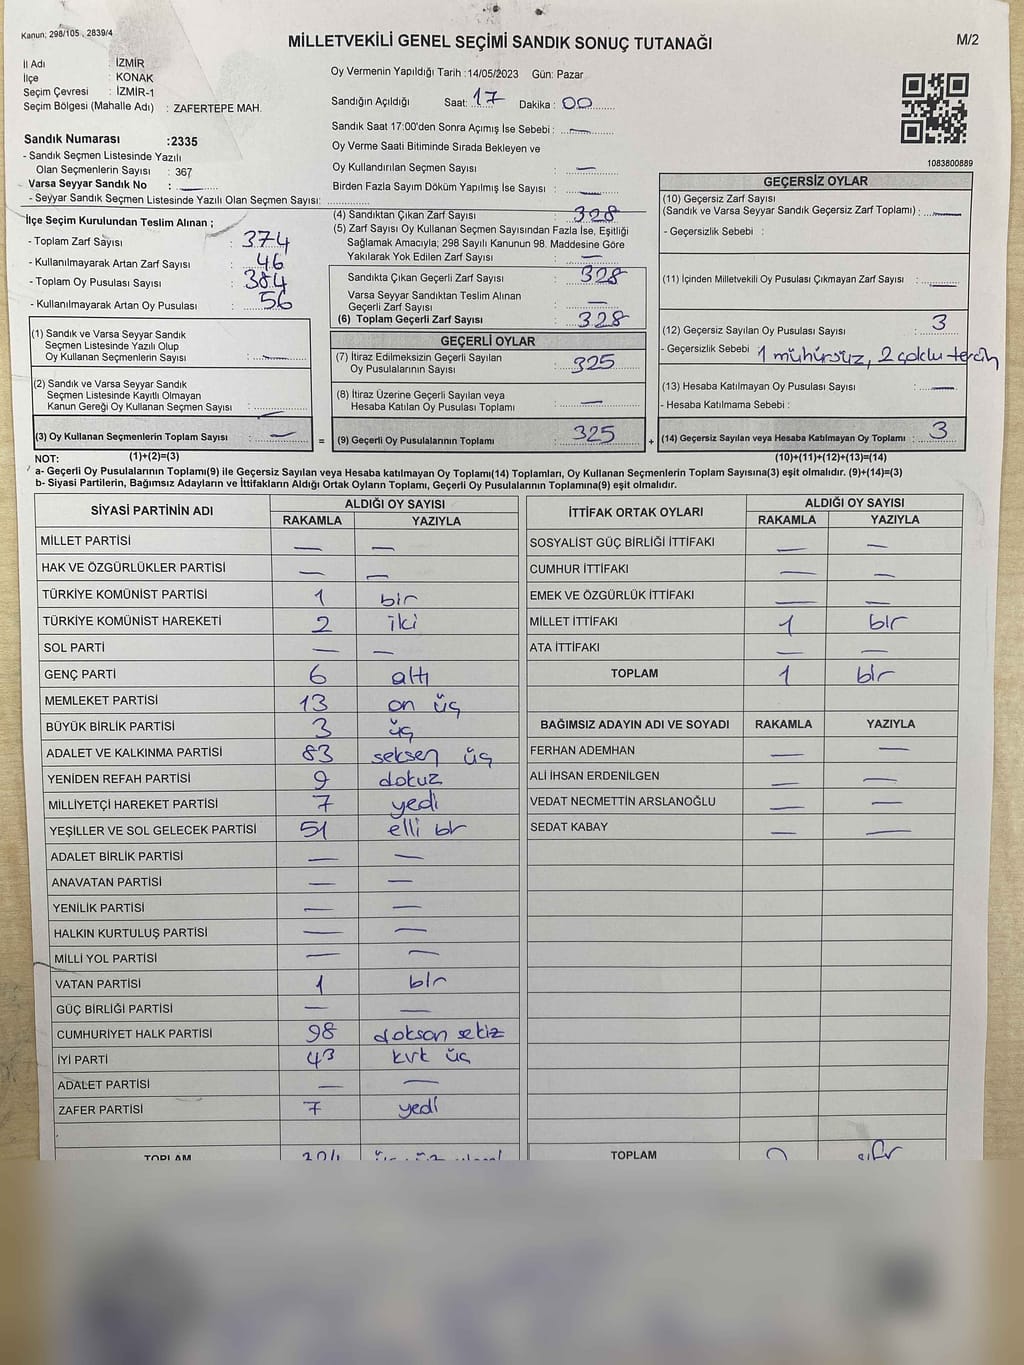 Kanun; 298/105 , 2839/4
MİLLETVEKİLİ GENEL SEÇİMİ SANDIK SONUÇ TUTANAĞI
M/2
İl Adı : İZMİR
İlçe : KONAK
Seçim Çevresi : İZMİR-1
Seçim Bölgesi (Mahalle Adı) : ZAFERTEPE MAH.
Oy Vermenin Yapıldığı Tarih :14/05/2023 Gün: Pazar
Sandığın Açıldığı Saat: 17 Dakika : 00
Sandık Saat 17:00'den Sonra Açımış İse Sebebi : —
Oy Verme Saati Bitiminde Sırada Bekleyen ve
Oy Kullandırılan Seçmen Sayısı : —
Birden Fazla Sayım Döküm Yapılmış İse Sayısı : —
1083800889
Sandık Numarası :2335
- Sandık Seçmen Listesinde Yazılı
Olan Seçmenlerin Sayısı : 367
Varsa Seyyar Sandık No : —
- Seyyar Sandık Seçmen Listesinde Yazılı Olan Seçmen Sayısı:
İlçe Seçim Kurulundan Teslim Alınan ;
- Toplam Zarf Sayısı : 374
- Kullanılmayarak Artan Zarf Sayısı : 46
- Toplam Oy Pusulası Sayısı : 384
- Kullanılmayarak Artan Oy Pusulası : 56
(1) Sandık ve Varsa Seyyar Sandık
Seçmen Listesinde Yazılı Olup
Oy Kullanan Seçmenlerin Sayısı : —
(2) Sandık ve Varsa Seyyar Sandık
Seçmen Listesinde Kayıtlı Olmayan
Kanun Gereği Oy Kullanan Seçmen Sayısı : —
(3) Oy Kullanan Seçmenlerin Toplam Sayısı : — =
(1)+(2)=(3)
(4) Sandıktan Çıkan Zarf Sayısı : 328
(5) Zarf Sayısı Oy Kullanan Seçmen Sayısından Fazla İse, Eşitliği
Sağlamak Amacıyla; 298 Sayılı Kanunun 98. Maddesine Göre
Yakılarak Yok Edilen Zarf Sayısı : —
Sandıkta Çıkan Geçerli Zarf Sayısı : 328
Varsa Seyyar Sandıktan Teslim Alınan
Geçerli Zarf Sayısı : —
(6) Toplam Geçerli Zarf Sayısı : 328
GEÇERLİ OYLAR
(7) İtiraz Edilmeksizin Geçerli Sayılan
Oy Pusulalarının Sayısı : 325
(8) İtiraz Üzerine Geçerli Sayılan veya
Hesaba Katılan Oy Pusulası Toplamı : —
(9) Geçerli Oy Pusulalarının Toplamı : 325 +
GEÇERSİZ OYLAR
(10) Geçersiz Zarf Sayısı
(Sandık ve Varsa Seyyar Sandık Geçersiz Zarf Toplamı) : —
- Geçersizlik Sebebi :
(11) İçinden Milletvekili Oy Pusulası Çıkmayan Zarf Sayısı : —
(12) Geçersiz Sayılan Oy Pusulası Sayısı : 3
- Geçersizlik Sebebi : 1 mühürsüz, 2 çoklu tercih
(13) Hesaba Katılmayan Oy Pusulası Sayısı : —
- Hesaba Katılmama Sebebi :
(14) Geçersiz Sayılan veya Hesaba Katılmayan Oy Toplamı : 3
(10)+(11)+(12)+(13)=(14)
NOT:
a- Geçerli Oy Pusulalarının Toplamı(9) ile Geçersiz Sayılan veya Hesaba katılmayan Oy Toplamı(14) Toplamları, Oy Kullanan Seçmenlerin Toplam Sayısına(3) eşit olmalıdır. (9)+(14)=(3)
b- Siyasi Partilerin, Bağımsız Adayların ve İttifakların Aldığı Ortak Oyların Toplamı, Geçerli Oy Pusulalarının Toplamına(9) eşit olmalıdır.
SİYASİ PARTİNİN ADI ALDIĞI OY SAYISI
RAKAMLA YAZIYLA
MİLLET PARTİSİ — —
HAK VE ÖZGÜRLÜKLER PARTİSİ — —
TÜRKİYE KOMÜNİST PARTİSİ 1 bir
TÜRKİYE KOMÜNİST HAREKETİ 2 iki
SOL PARTİ — —
GENÇ PARTİ 6 altı
MEMLEKET PARTİSİ 13 on üç
BÜYÜK BİRLİK PARTİSİ 3 üç
ADALET VE KALKINMA PARTİSİ 83 seksen üç
YENİDEN REFAH PARTİSİ 9 dokuz
MİLLİYETÇİ HAREKET PARTİSİ 7 yedi
YEŞİLLER VE SOL GELECEK PARTİSİ 51 elli bir
ADALET BİRLİK PARTİSİ — —
ANAVATAN PARTİSİ — —
YENİLİK PARTİSİ — —
HALKIN KURTULUŞ PARTİSİ — —
MİLLİ YOL PARTİSİ — —
VATAN PARTİSİ 1 bir
GÜÇ BİRLİĞİ PARTİSİ — —
CUMHURİYET HALK PARTİSİ 98 doksan sekiz
İYİ PARTİ 43 kırk üç
ADALET PARTİSİ — —
ZAFER PARTİSİ 7 yedi
TOPLAM
İTTİFAK ORTAK OYLARI ALDIĞI OY SAYISI
RAKAMLA YAZIYLA
SOSYALİST GÜÇ BİRLİĞİ İTTİFAKI — —
CUMHUR İTTİFAKI — —
EMEK VE ÖZGÜRLÜK İTTİFAKI — —
MİLLET İTTİFAKI 1 bir
ATA İTTİFAKI — —
TOPLAM 1 bir
BAĞIMSIZ ADAYIN ADI VE SOYADI RAKAMLA YAZIYLA
FERHAN ADEMHAN — —
ALİ İHSAN ERDENİLGEN — —
VEDAT NECMETTİN ARSLANOĞLU — —
SEDAT KABAY — —
TOPLAM sıfır